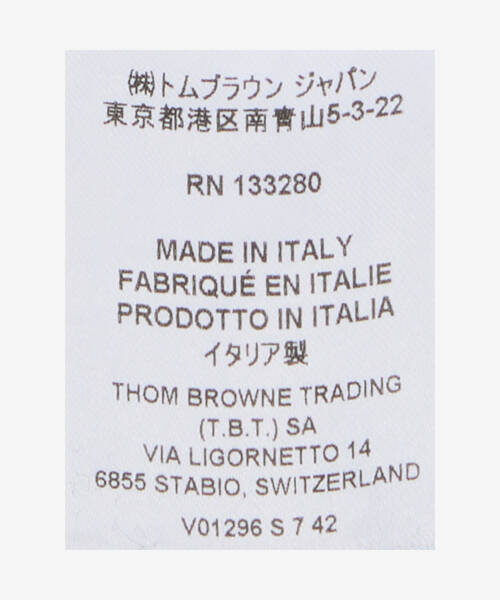 ㈱トムブラウン ジャパン
東京都港区南青山5-3-22
RN 133280
MADE IN ITALY
FABRIQUÉ EN ITALIE
PRODOTTO IN ITALIA
イタリア製
THOM BROWNE TRADING
(T.B.T.) SA
VIA LIGORNETTO 14
6855 STABIO, SWITZERLAND
V01296 S 7 42